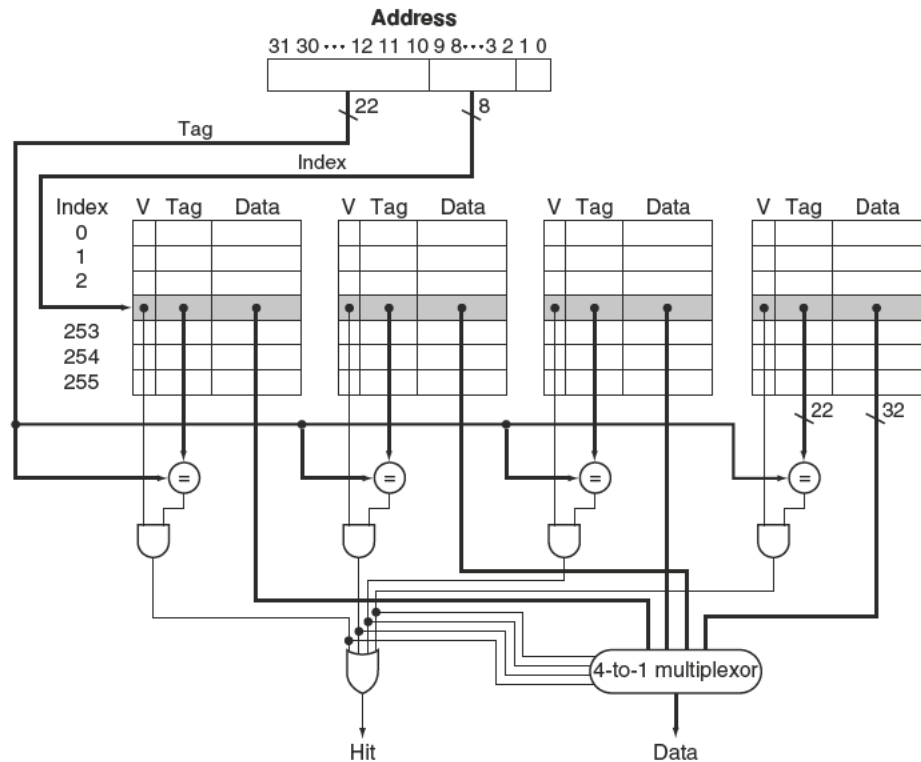 Address
31 30 ••• 12 11 10 9 8 ••• 3 2 1 0
22
8
Tag
Index
Index V Tag Data V Tag Data V Tag Data V Tag Data
0
1
2
253
254
255
22 32
= = = =
4-to-1 multiplexor
Hit Data